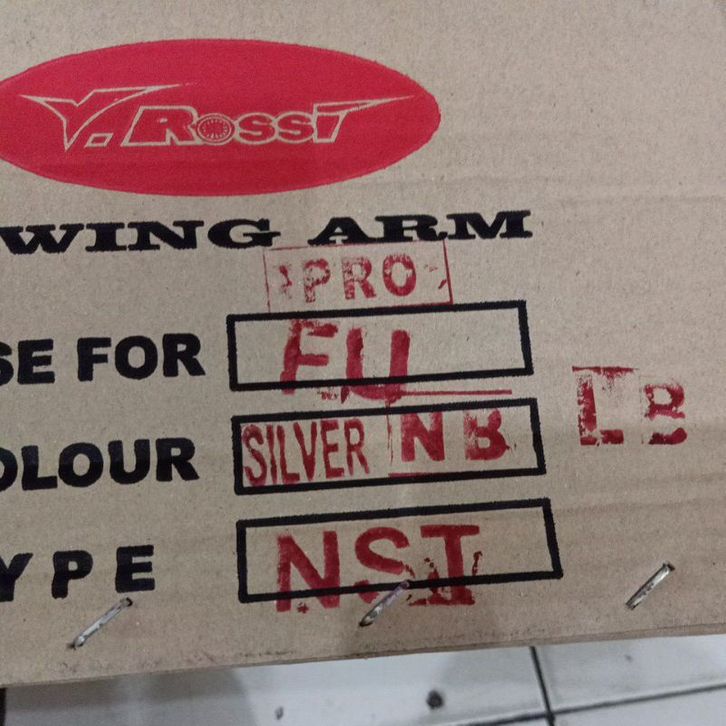 Y.ROSSI
WING ARM
PRO
SE FOR FU
OLOUR SILVER NB
LB
YPE NST